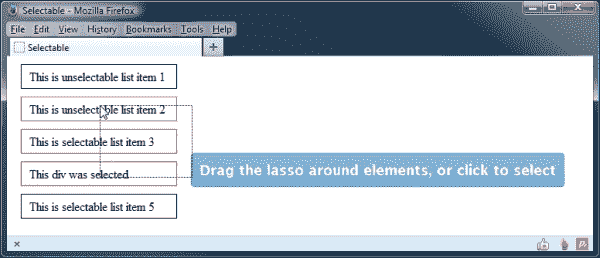 Selectable - Mozilla Firefox
File Edit View History Bookmarks Tools Help
Selectable
This is unselectable list item 1
This is unselectable list item 2
This is selectable list item 3
This div was selected
Drag the lasso around elements, or click to select
This is selectable list item 5